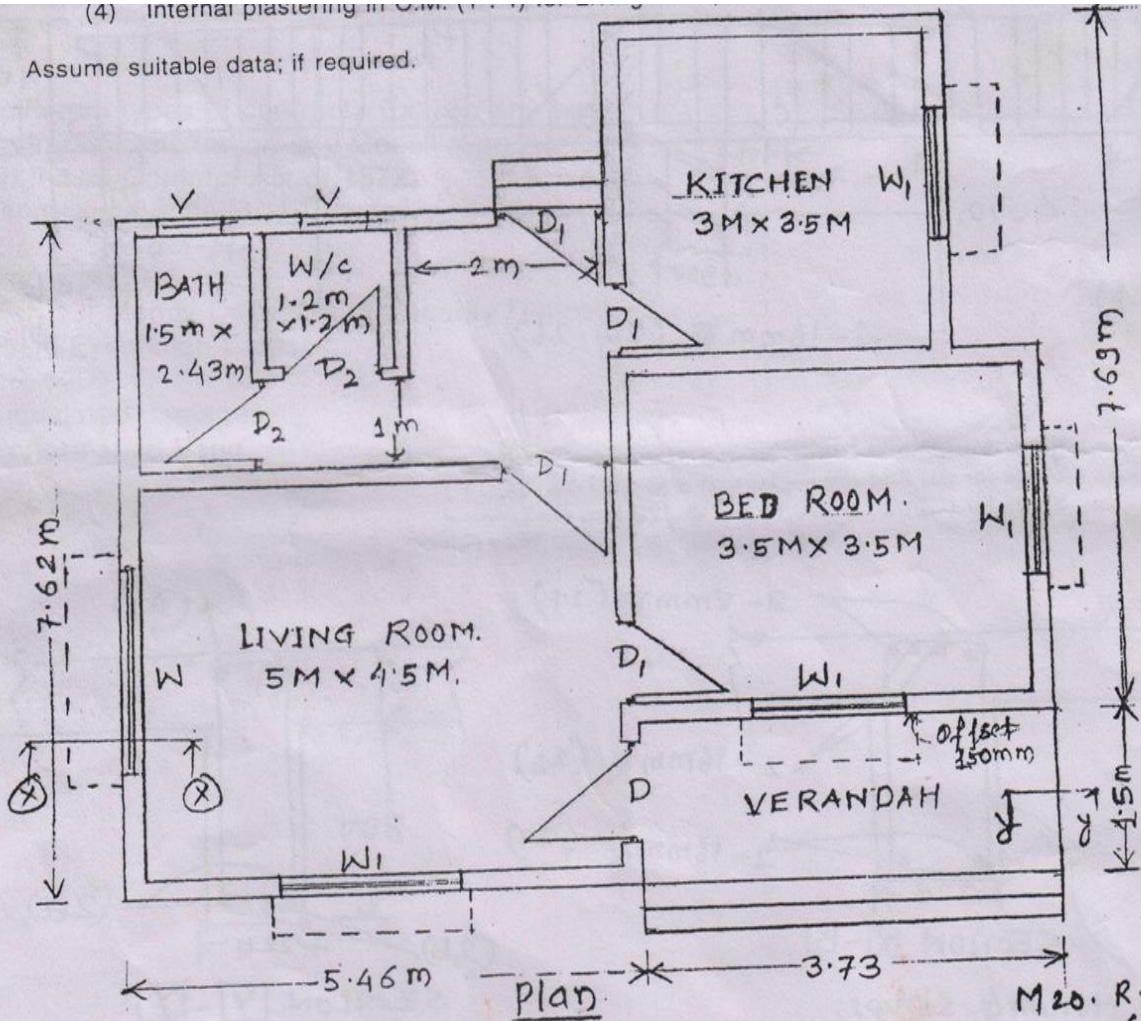 (4) Internal plastering in C.M.
Assume suitable data; if required.
KITCHEN
3M X 3.5M
W1
V
V
D1
BATH
1.5m x
2.43m
W/c
1.2m
x1.2m
2m
D1
D2
D2
1m
7.69m
D1
BED ROOM.
3.5M X 3.5M
W1
7.62m
LIVING ROOM.
5M X 4.5M.
W
D1
W1
offset
150mm
X
X
D
VERANDAH
y
y
1.5m
W1
5.46m
3.73
Plan
M20. R.